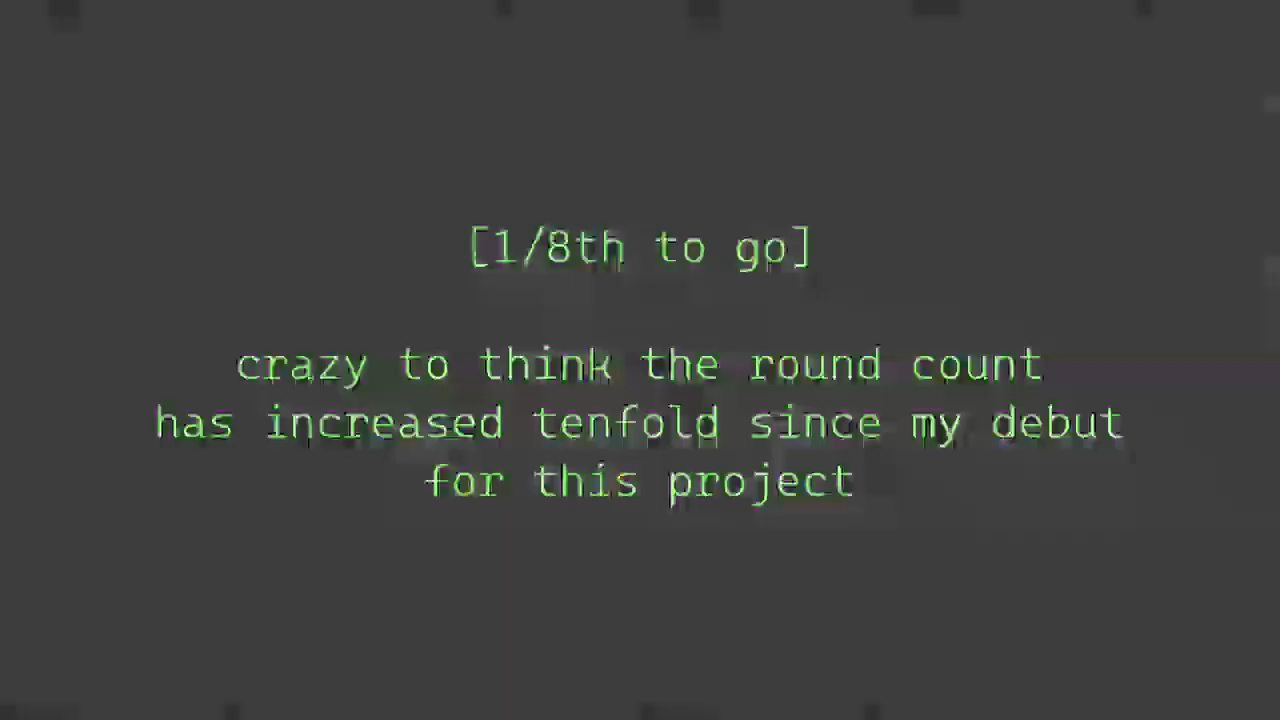 [1/8th to go]
crazy to think the round count
has increased tenfold since my debut
for this project